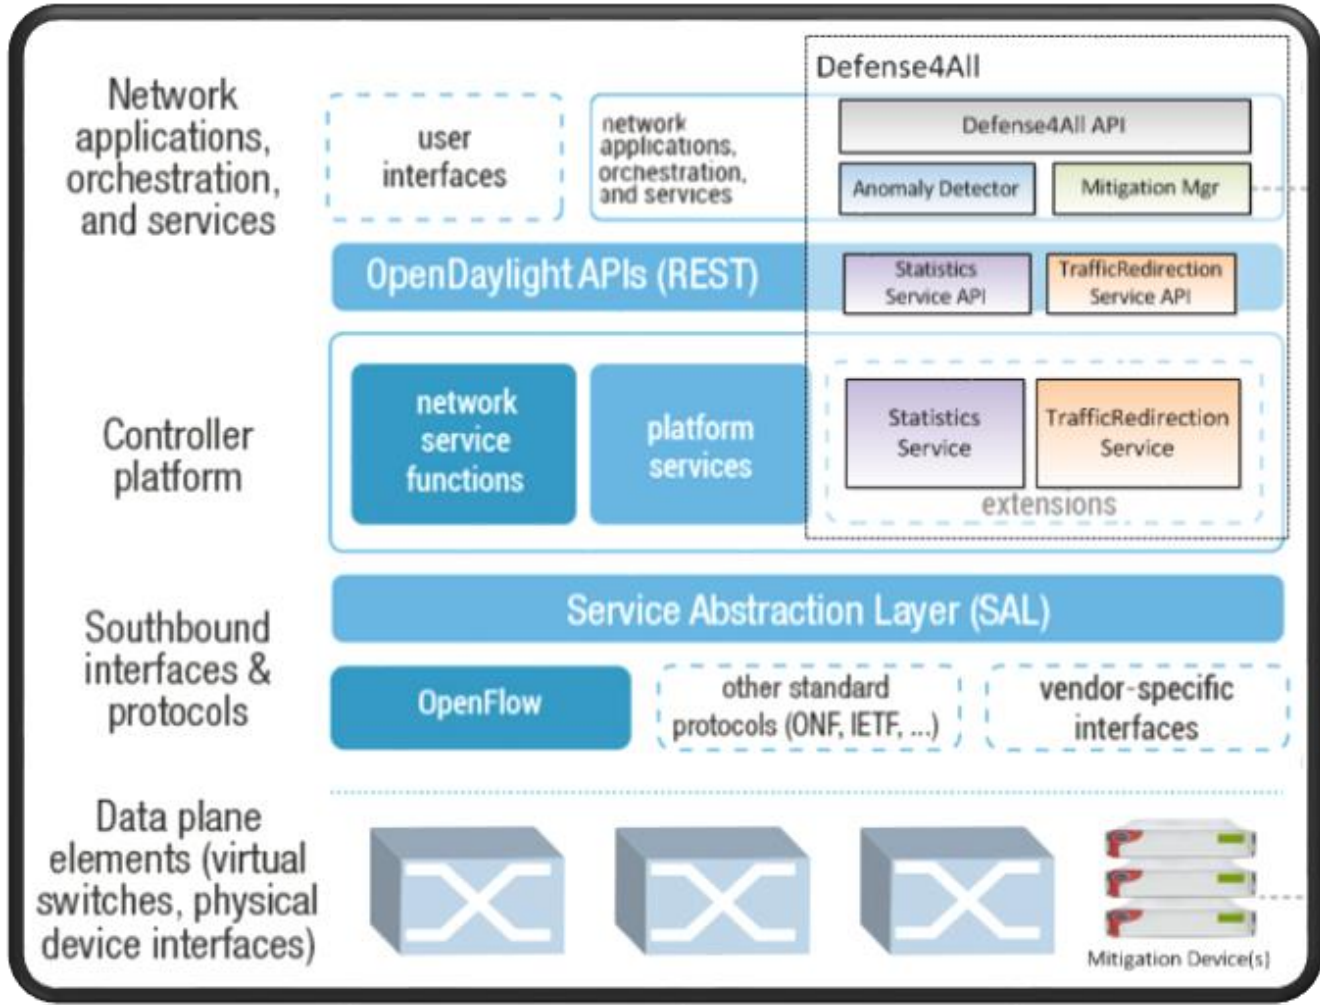 Defense4All
Network
applications,
orchestration,
and services
user
interfaces
network
applications,
orchestration,
and services
Defense4All API
Anomaly Detector
Mitigation Mgr
OpenDaylight APIs (REST)
Statistics
Service API
TrafficRedirection
Service API
Controller
platform
network
service
functions
platform
services
Statistics
Service
TrafficRedirection
Service
extensions
Southbound
interfaces &
protocols
Service Abstraction Layer (SAL)
OpenFlow
other standard
protocols (ONF, IETF, ...)
vendor-specific
interfaces
Data plane
elements (virtual
switches, physical
device interfaces)
Mitigation Device(s)